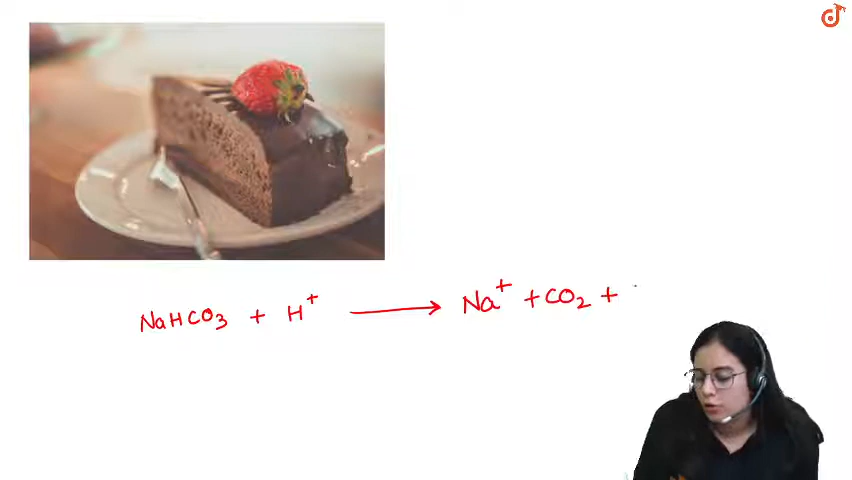 NaHCO₃ + H⁺ ⟶ Na⁺ + CO₂ +